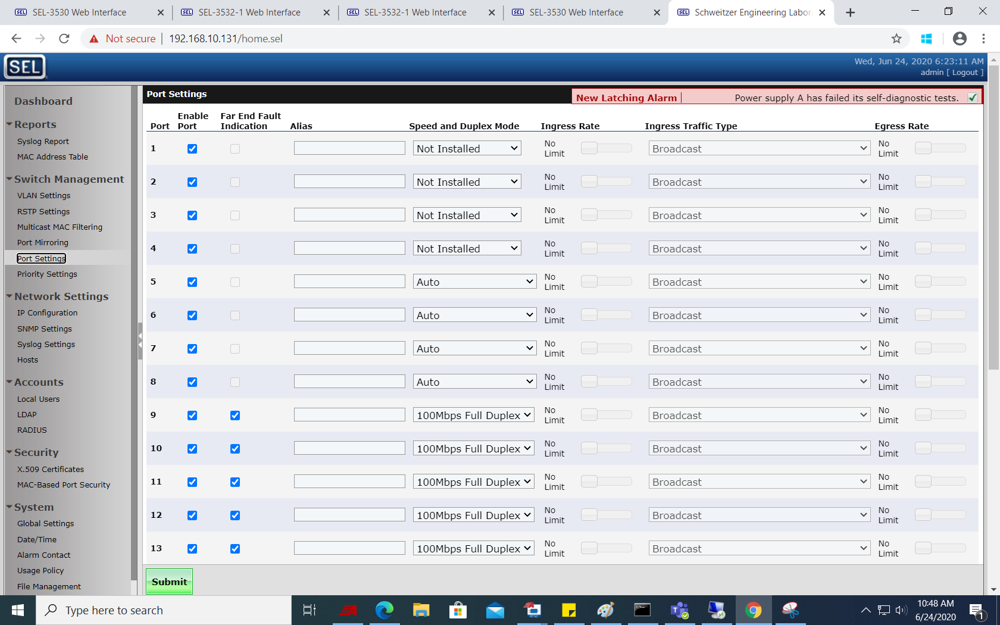 SEL SEL-3530 Web Interface
SEL SEL-3532-1 Web Interface
SEL SEL-3532-1 Web Interface
SEL SEL-3530 Web Interface
SEL Schweitzer Engineering Labor
Not secure 192.168.10.131/home.sel
SEL
Wed, Jun 24, 2020 6:23:11 AM
admin [ Logout ]
Dashboard
Reports
Syslog Report
MAC Address Table
Switch Management
VLAN Settings
RSTP Settings
Multicast MAC Filtering
Port Mirroring
Port Settings
Priority Settings
Network Settings
IP Configuration
SNMP Settings
Syslog Settings
Hosts
Accounts
Local Users
LDAP
RADIUS
Security
X.509 Certificates
MAC-Based Port Security
System
Global Settings
Date/Time
Alarm Contact
Usage Policy
File Management
Port Settings
New Latching Alarm Power supply A has failed its self-diagnostic tests.
Port Enable Port Far End Fault Indication Alias Speed and Duplex Mode Ingress Rate Ingress Traffic Type Egress Rate
1 Not Installed No Limit Broadcast No Limit
2 Not Installed No Limit Broadcast No Limit
3 Not Installed No Limit Broadcast No Limit
4 Not Installed No Limit Broadcast No Limit
5 Auto No Limit Broadcast No Limit
6 Auto No Limit Broadcast No Limit
7 Auto No Limit Broadcast No Limit
8 Auto No Limit Broadcast No Limit
9 100Mbps Full Duplex No Limit Broadcast No Limit
10 100Mbps Full Duplex No Limit Broadcast No Limit
11 100Mbps Full Duplex No Limit Broadcast No Limit
12 100Mbps Full Duplex No Limit Broadcast No Limit
13 100Mbps Full Duplex No Limit Broadcast No Limit
Submit
Type here to search
10:48 AM
6/24/2020
1